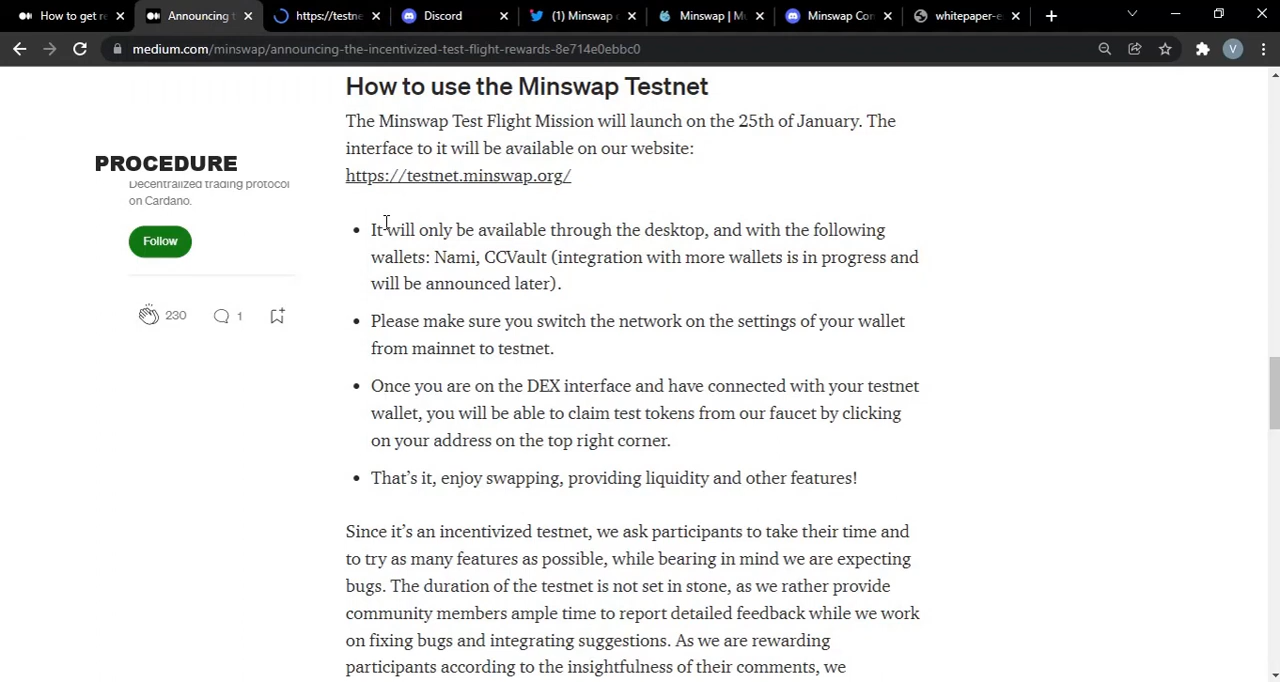 How to get re
Announcing t
https://testne
Discord
(1) Minswap o
Minswap | Mu
Minswap Con
whitepaper-e
medium.com/minswap/announcing-the-incentivized-test-flight-rewards-8e714e0ebbc0
V
How to use the Minswap Testnet
The Minswap Test Flight Mission will launch on the 25th of January. The
interface to it will be available on our website:
https://testnet.minswap.org/
PROCEDURE
Decentralized trading protocol
on Cardano.
Follow
230
1
• It will only be available through the desktop, and with the following
wallets: Nami, CCVault (integration with more wallets is in progress and
will be announced later).
• Please make sure you switch the network on the settings of your wallet
from mainnet to testnet.
• Once you are on the DEX interface and have connected with your testnet
wallet, you will be able to claim test tokens from our faucet by clicking
on your address on the top right corner.
• That’s it, enjoy swapping, providing liquidity and other features!
Since it’s an incentivized testnet, we ask participants to take their time and
to try as many features as possible, while bearing in mind we are expecting
bugs. The duration of the testnet is not set in stone, as we rather provide
community members ample time to report detailed feedback while we work
on fixing bugs and integrating suggestions. As we are rewarding
participants according to the insightfulness of their comments, we